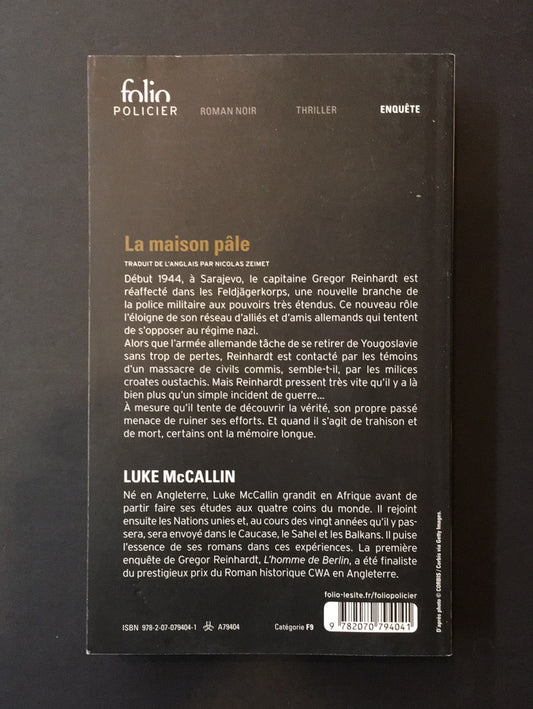 folio
POLICIER ROMAN NOIR THRILLER ENQUÊTE
La maison pâle
TRADUIT DE L'ANGLAIS PAR NICOLAS ZEIMET
Début 1944, à Sarajevo, le capitaine Gregor Reinhardt est
réaffecté dans les Feldjägerkorps, une nouvelle branche de
la police militaire aux pouvoirs très étendus. Ce nouveau rôle
l'éloigne de son réseau d'alliés et d'amis allemands qui tentent
de s'opposer au régime nazi.
Alors que l'armée allemande tâche de se retirer de Yougoslavie
sans trop de pertes, Reinhardt est contacté par les témoins
d'un massacre de civils commis, semble-t-il, par les milices
croates oustachis. Mais Reinhardt pressent très vite qu'il y a là
bien plus qu'un simple incident de guerre...
À mesure qu'il tente de découvrir la vérité, son propre passé
menace de ruiner ses efforts. Et quand il s'agit de trahison et
de mort, certains ont la mémoire longue.
LUKE McCALLIN
Né en Angleterre, Luke McCallin grandit en Afrique avant de
partir faire ses études aux quatre coins du monde. Il rejoint
ensuite les Nations unies et, au cours des vingt années qu'il y pas-
sera, sera envoyé dans le Caucase, le Sahel et les Balkans. Il puise
l'essence de ses romans dans ces expériences. La première
enquête de Gregor Reinhardt, L'homme de Berlin, a été finaliste
du prestigieux prix du Roman historique CWA en Angleterre.
D'après photo © CORBIS / Corbis via Getty Images.
folio-lesite.fr/foliopolicier
ISBN 978-2-07-079404-1 A79404 Catégorie F9 9 782070 794041